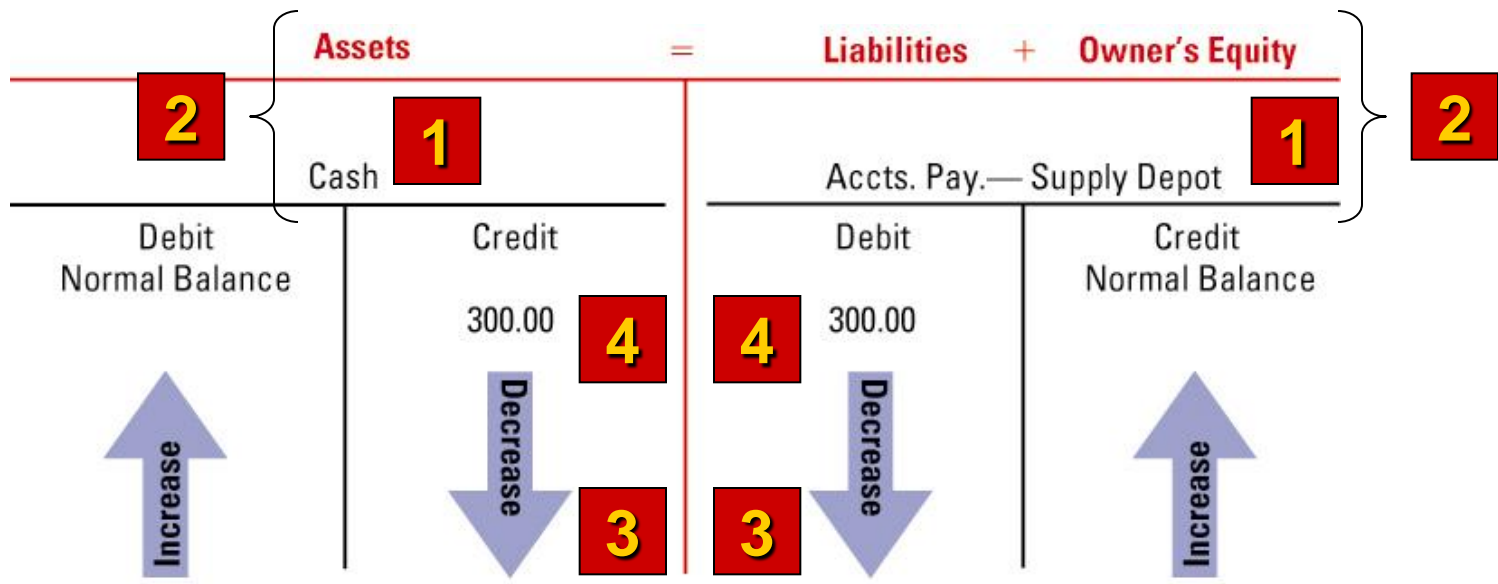 Assets = Liabilities + Owner's Equity
2 1 1 2
Cash Accts. Pay.— Supply Depot
Debit Credit Debit Credit
Normal Balance Normal Balance
300.00 4 4 300.00
Increase Decrease Decrease Increase
3 3